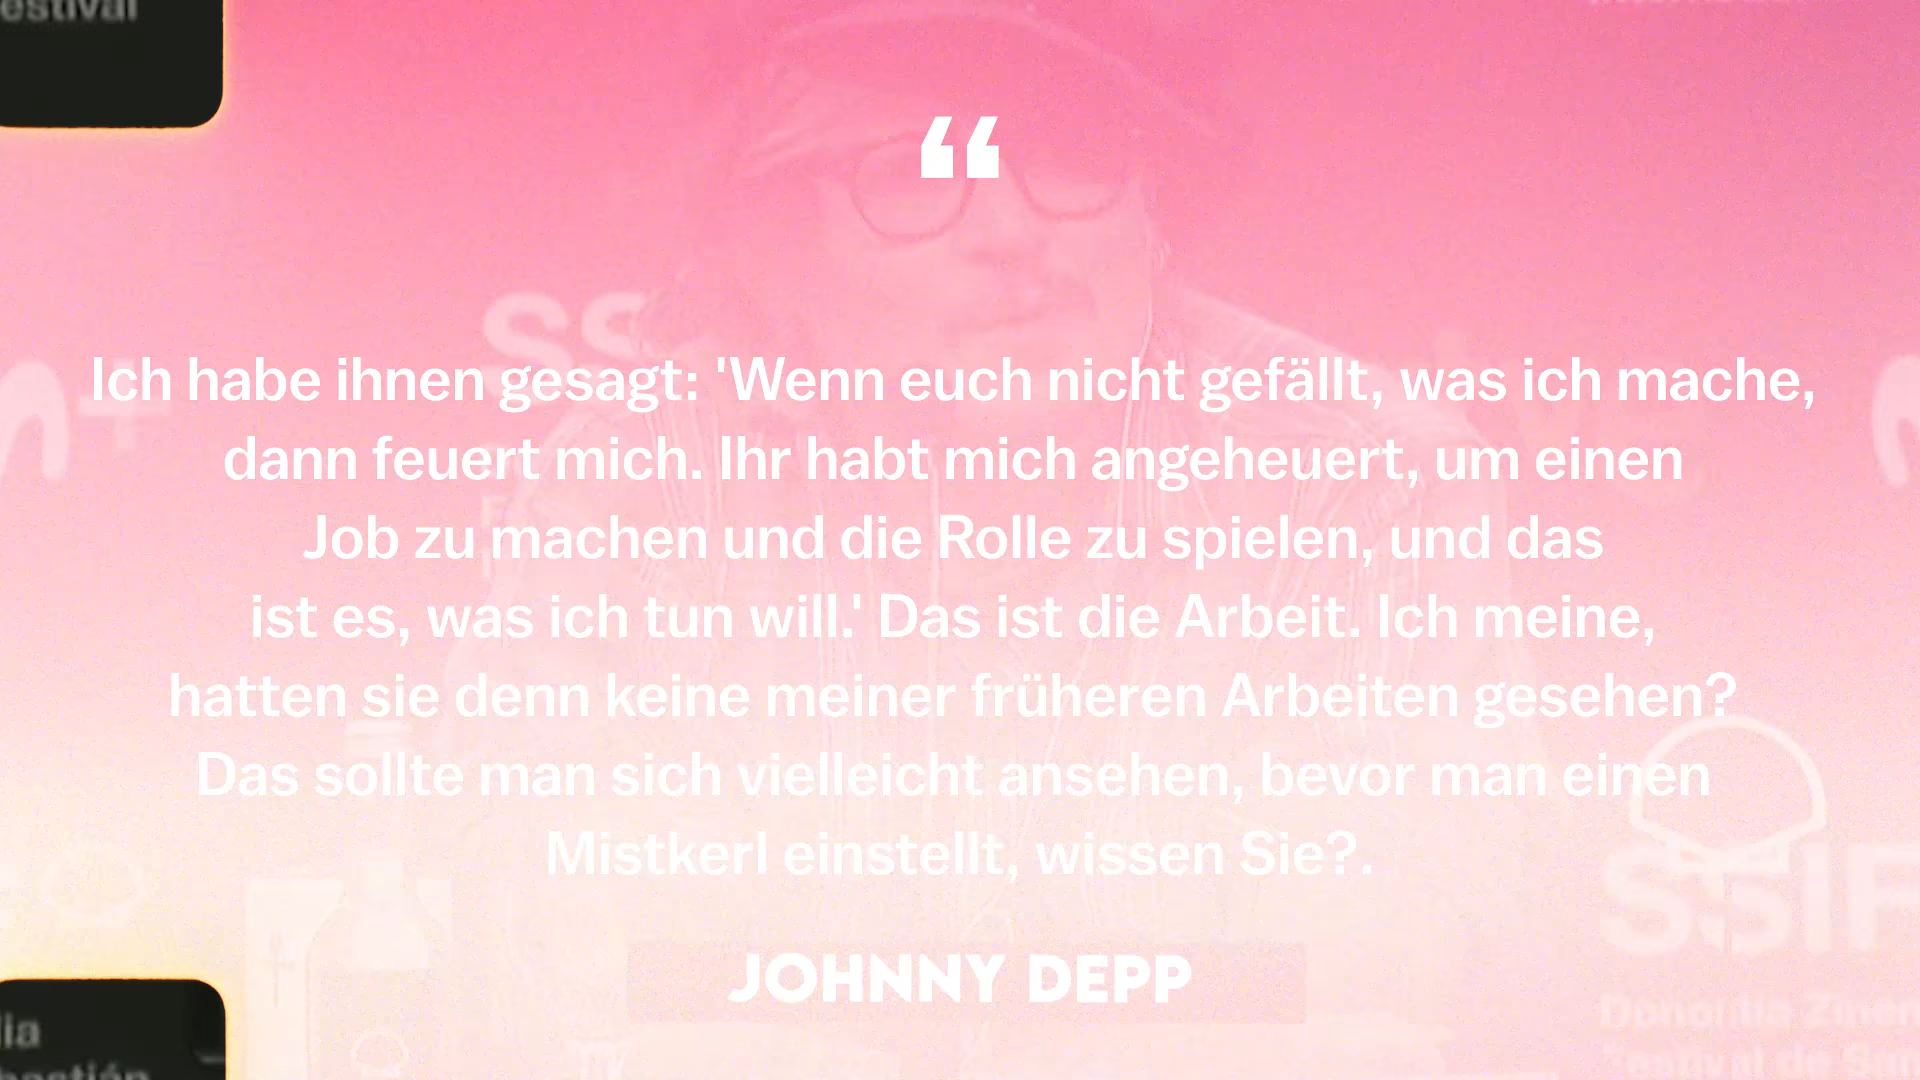 estival
“
Ich habe ihnen gesagt: 'Wenn euch nicht gefällt, was ich mache,
dann feuert mich. Ihr habt mich angeheuert, um einen
Job zu machen und die Rolle zu spielen, und das
ist es, was ich tun will.' Das ist die Arbeit. Ich meine,
hatten sie denn keine meiner früheren Arbeiten gesehen?
Das sollte man sich vielleicht ansehen, bevor man einen
Mistkerl einstellt, wissen Sie?.
JOHNNY DEPP
SSIF